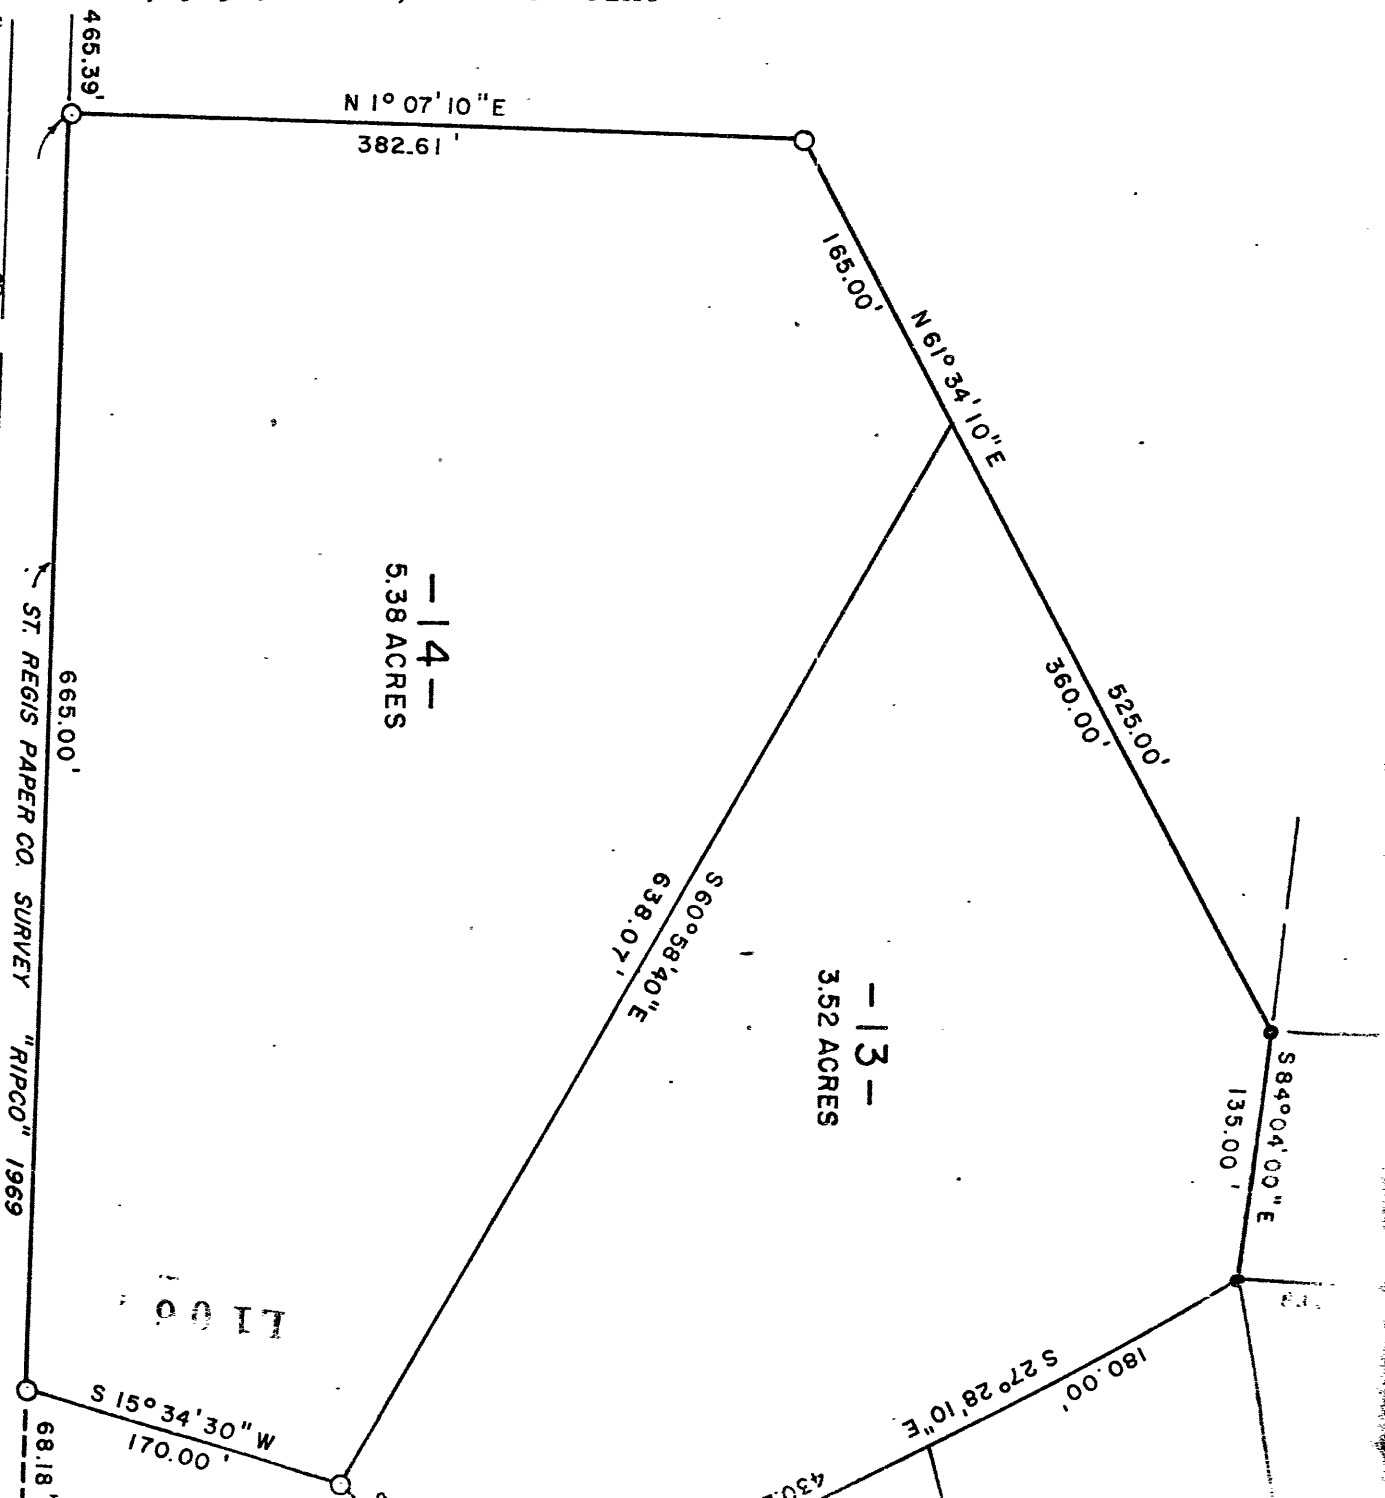 465.39'
N 1° 07' 10" E
382.61'
165.00'
N 61° 34' 10" E
525.00'
360.00'
-14-
5.38 ACRES
S 60° 58' 40" E
638.07'
-13-
3.52 ACRES
S 84° 04' 00" E
135.00'
S 27° 28' 10" E
180.00'
430.
665.00'
ST. REGIS PAPER CO. SURVEY "RIPCO" 1969
S 15° 34' 30" W
170.00'
68.18'